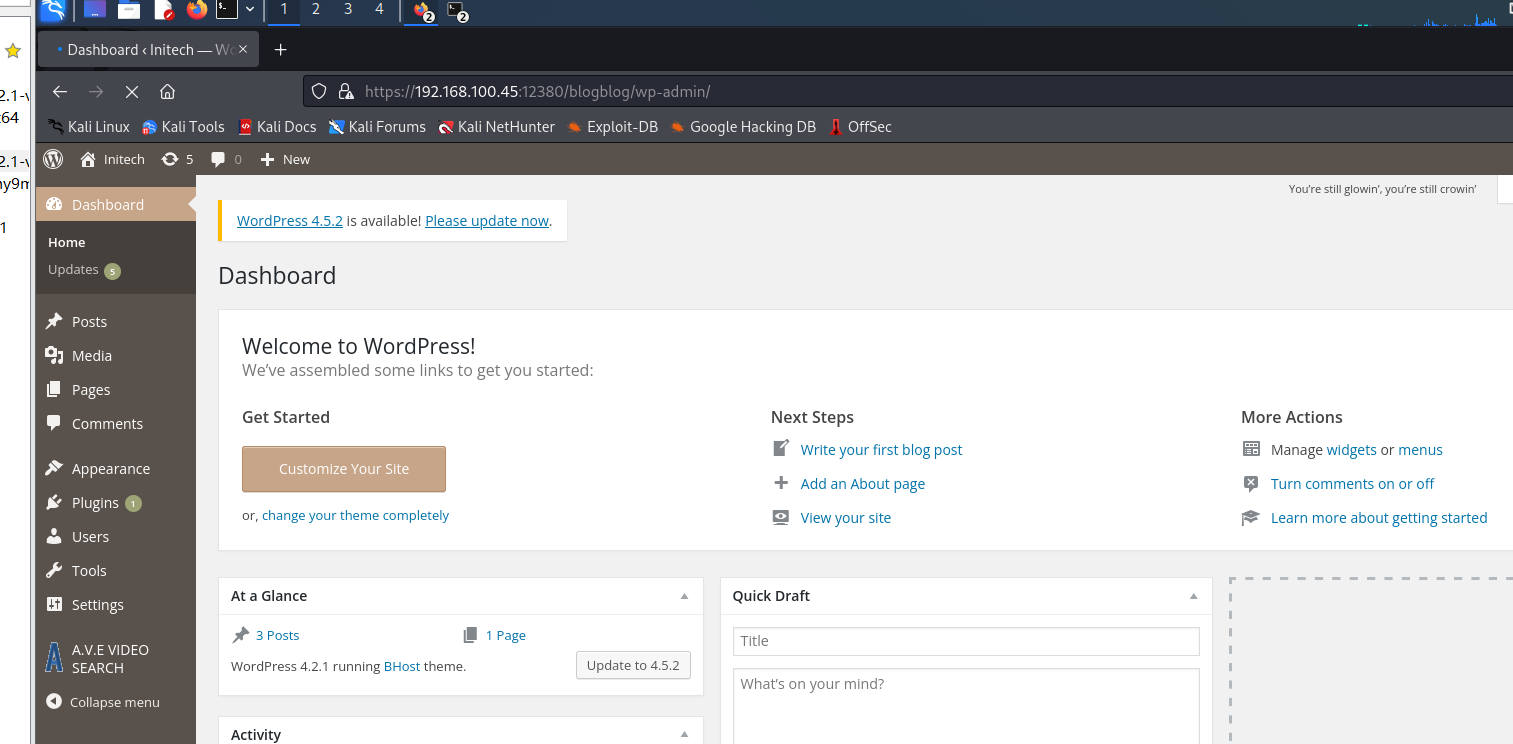 1 2 3 4 2 2
Dashboard ‹ Initech — Wo
https://192.168.100.45:12380/blogblog/wp-admin/
2.1-v
Kali Linux Kali Tools Kali Docs Kali Forums Kali NetHunter Exploit-DB Google Hacking DB OffSec
64
Initech 5 0 New
2.1-v
You're still glowin', you're still crowin'
Dashboard
WordPress 4.5.2 is available! Please update now.
1
Home
Updates 5
Dashboard
Posts
Media
Pages
Comments
Appearance
Plugins 1
Users
Tools
Settings
A.V.E VIDEO
SEARCH
Collapse menu
Welcome to WordPress!
We've assembled some links to get you started:
Get Started
Customize Your Site
or, change your theme completely
Next Steps
Write your first blog post
Add an About page
View your site
More Actions
Manage widgets or menus
Turn comments on or off
Learn more about getting started
At a Glance
3 Posts 1 Page
WordPress 4.2.1 running BHost theme. Update to 4.5.2
Activity
Quick Draft
Title
What's on your mind?